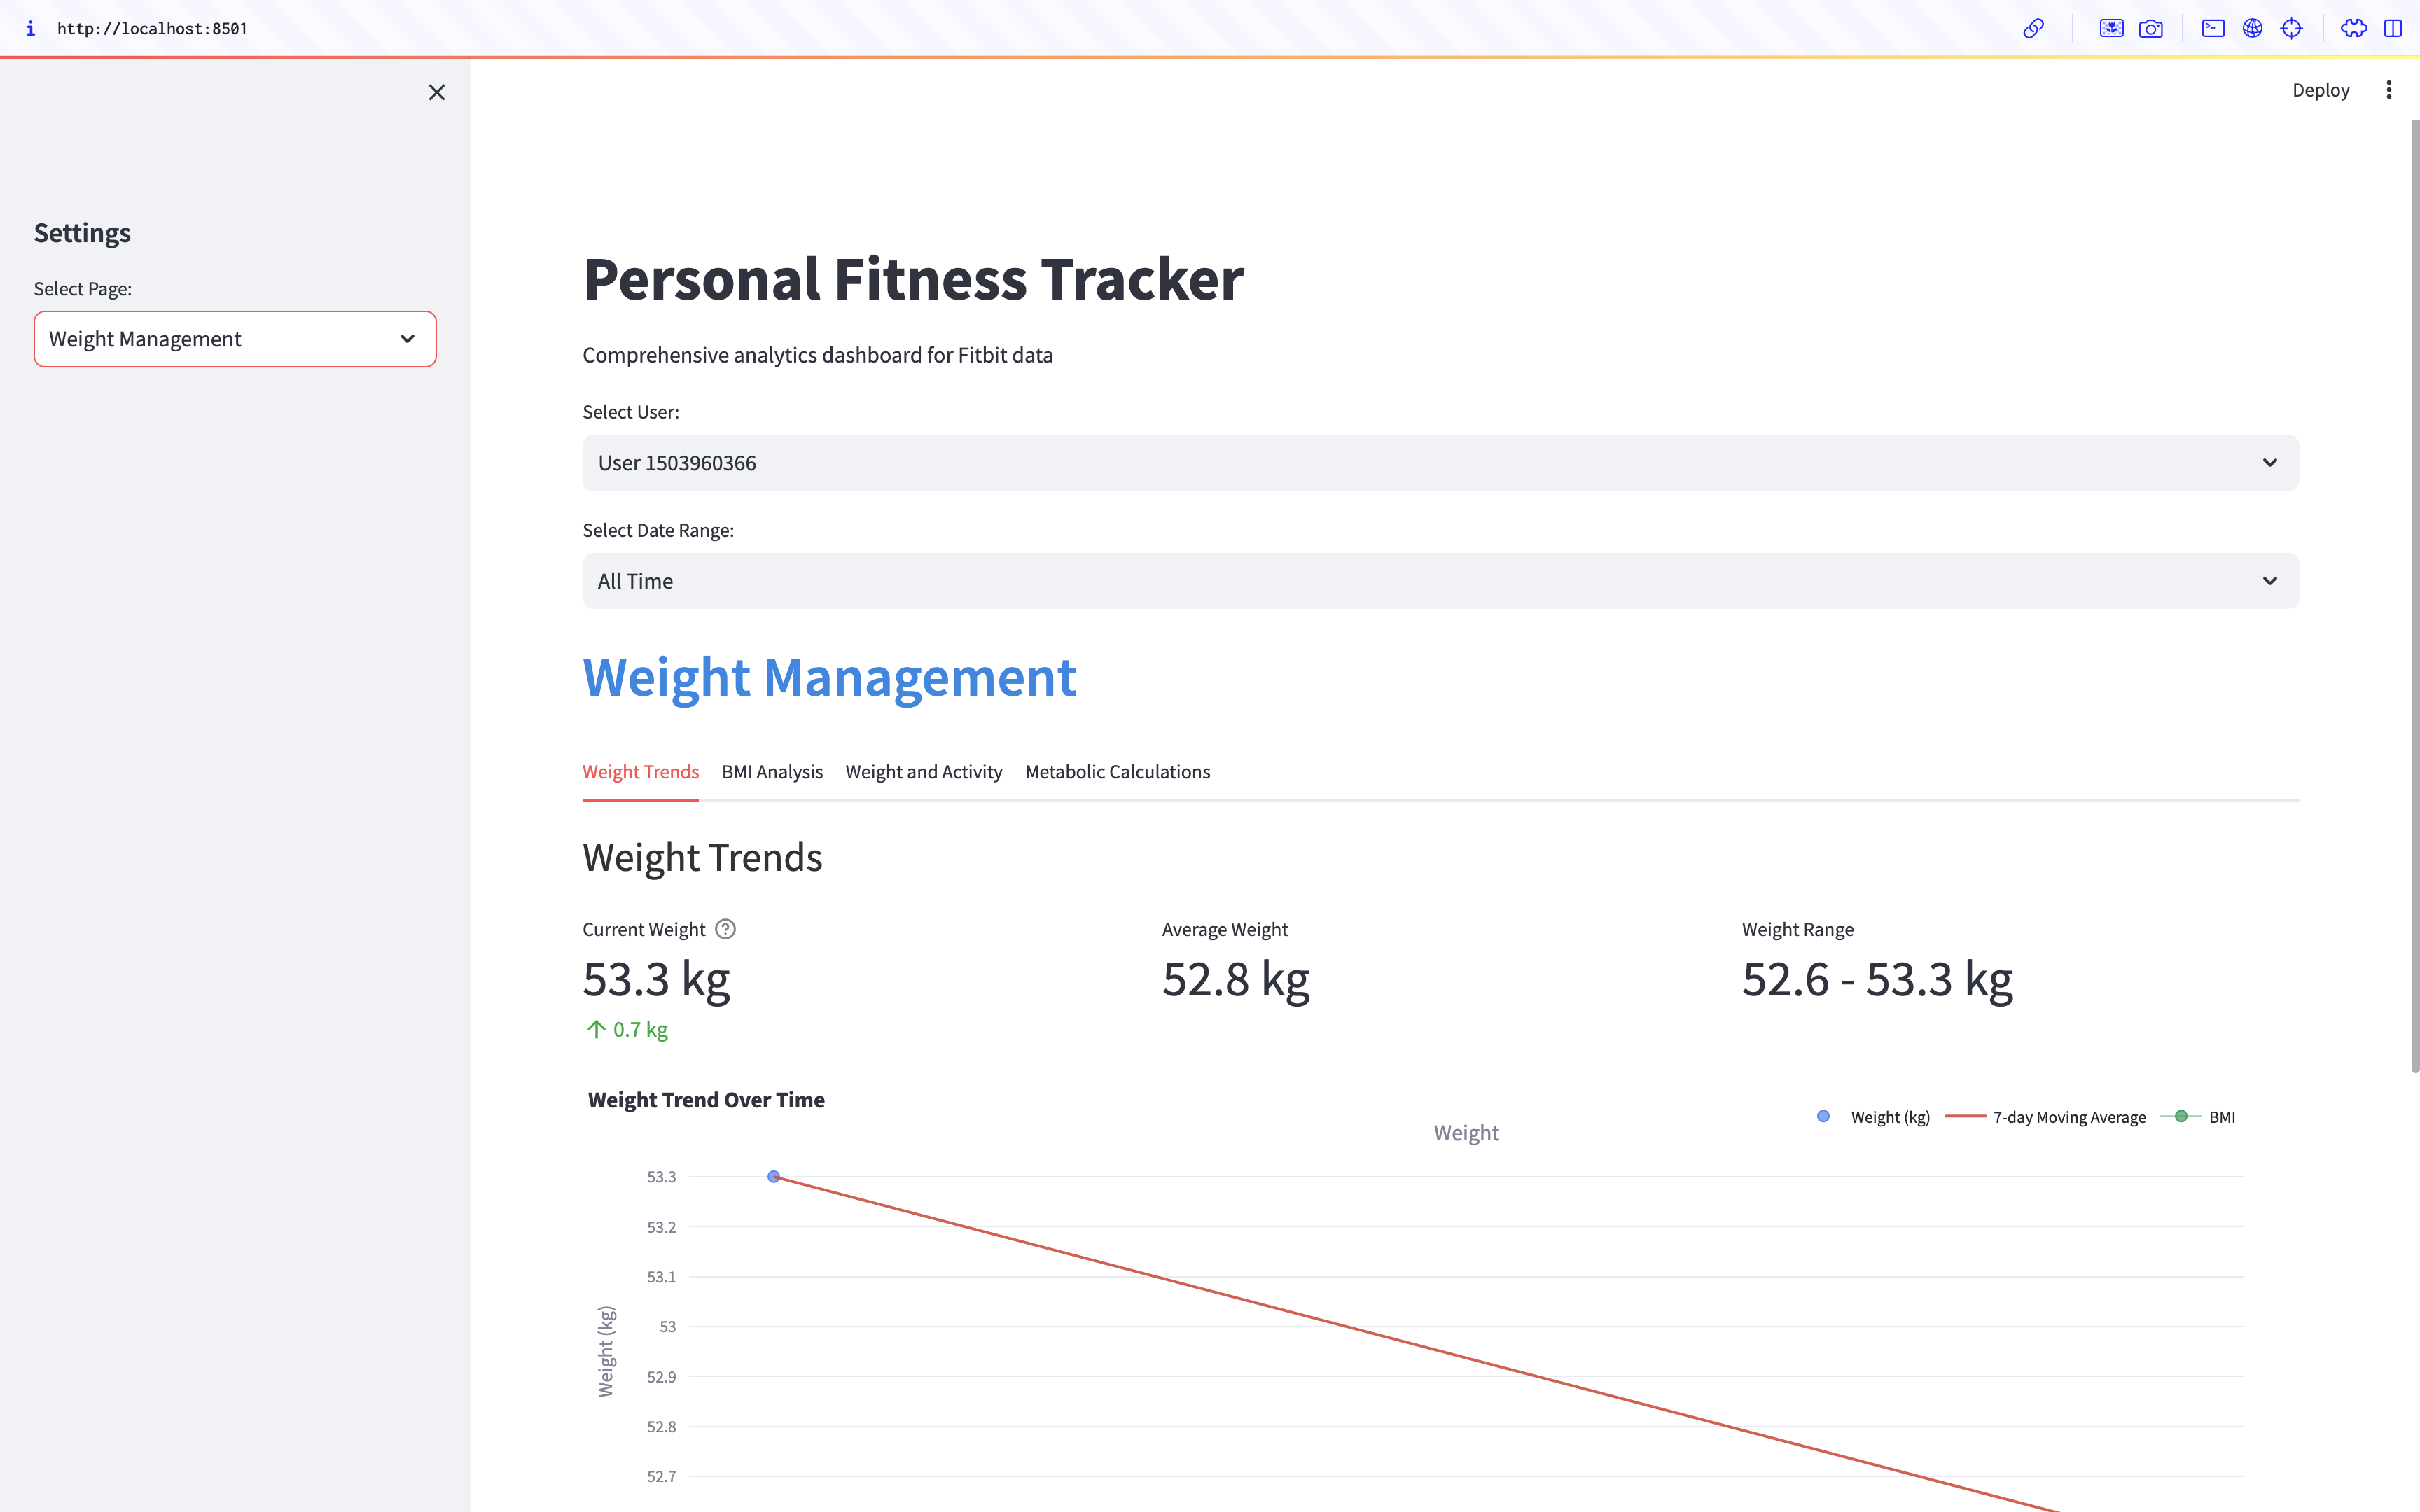 i http://localhost:8501
Deploy
Settings
Select Page:
Weight Management
Personal Fitness Tracker
Comprehensive analytics dashboard for Fitbit data
Select User:
User 1503960366
Select Date Range:
All Time
Weight Management
Weight Trends BMI Analysis Weight and Activity Metabolic Calculations
Weight Trends
Current Weight ? Average Weight Weight Range
53.3 kg 52.8 kg 52.6 - 53.3 kg
↑ 0.7 kg
Weight Trend Over Time
Weight (kg) 7-day Moving Average BMI
Weight
53.3
53.2
53.1
53
52.9
52.8
52.7
Weight (kg)